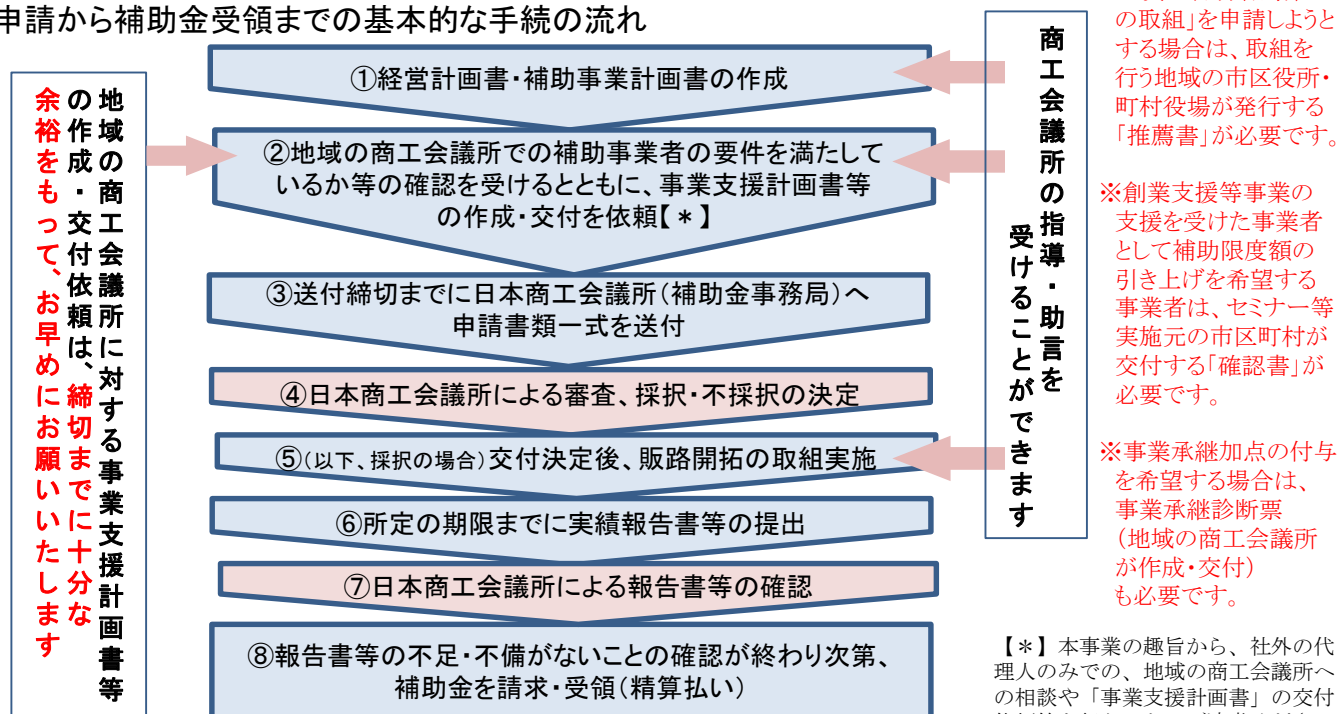 申請から補助金受領までの基本的な手続の流れ
地域の商工会議所に対する事業支援計画書等
の作成・交付依頼は、締切までに十分な
余裕をもって、お早めにお願いいたします
①経営計画書・補助事業計画書の作成
②地域の商工会議所での補助事業者の要件を満たして
いるか等の確認を受けるとともに、事業支援計画書等
の作成・交付を依頼【＊】
③送付締切までに日本商工会議所（補助金事務局）へ
申請書類一式を送付
④日本商工会議所による審査、採択・不採択の決定
⑤（以下、採択の場合）交付決定後、販路開拓の取組実施
⑥所定の期限までに実績報告書等の提出
⑦日本商工会議所による報告書等の確認
⑧報告書等の不足・不備がないことの確認が終わり次第、
補助金を請求・受領（精算払い）
商工会議所の指導・助言を
受けることができます
の取組」を申請しようと
する場合は、取組を
行う地域の市区役所・
町村役場が発行する
「推薦書」が必要です。
※創業支援等事業の
支援を受けた事業者
として補助限度額の
引き上げを希望する
事業者は、セミナー等
実施元の市区町村が
交付する「確認書」が
必要です。
※事業承継加点の付与
を希望する場合は、
事業承継診断票
（地域の商工会議所
が作成・交付）
も必要です。
【＊】本事業の趣旨から、社外の代
理人のみでの、地域の商工会議所へ
の相談や「事業支援計画書」の交付